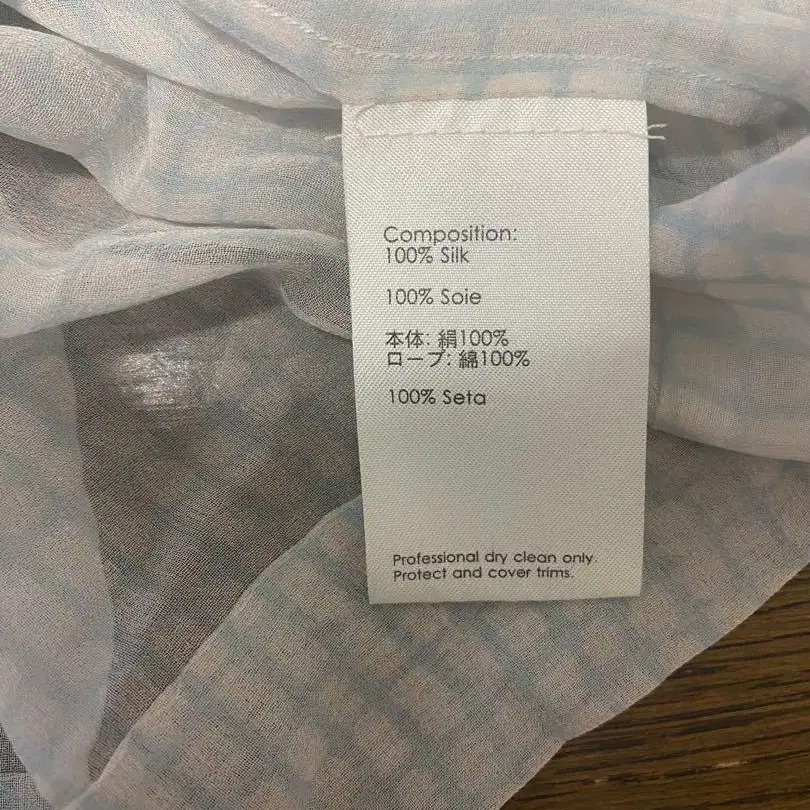 Composition:
100% Silk
100% Soie
本体: 絹100%
ロープ: 綿100%
100% Seta
Professional dry clean only.
Protect and cover trims.